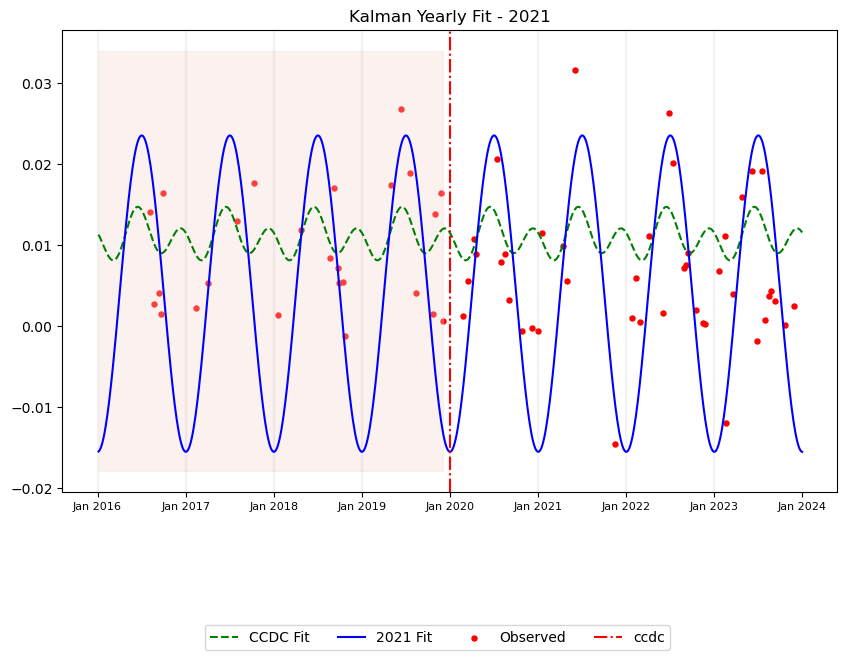 Kalman Yearly Fit - 2021
0.03
0.02
0.01
0.00
−0.01
−0.02
Jan 2016 Jan 2017 Jan 2018 Jan 2019 Jan 2020 Jan 2021 Jan 2022 Jan 2023 Jan 2024
CCDC Fit 2021 Fit Observed ccdc